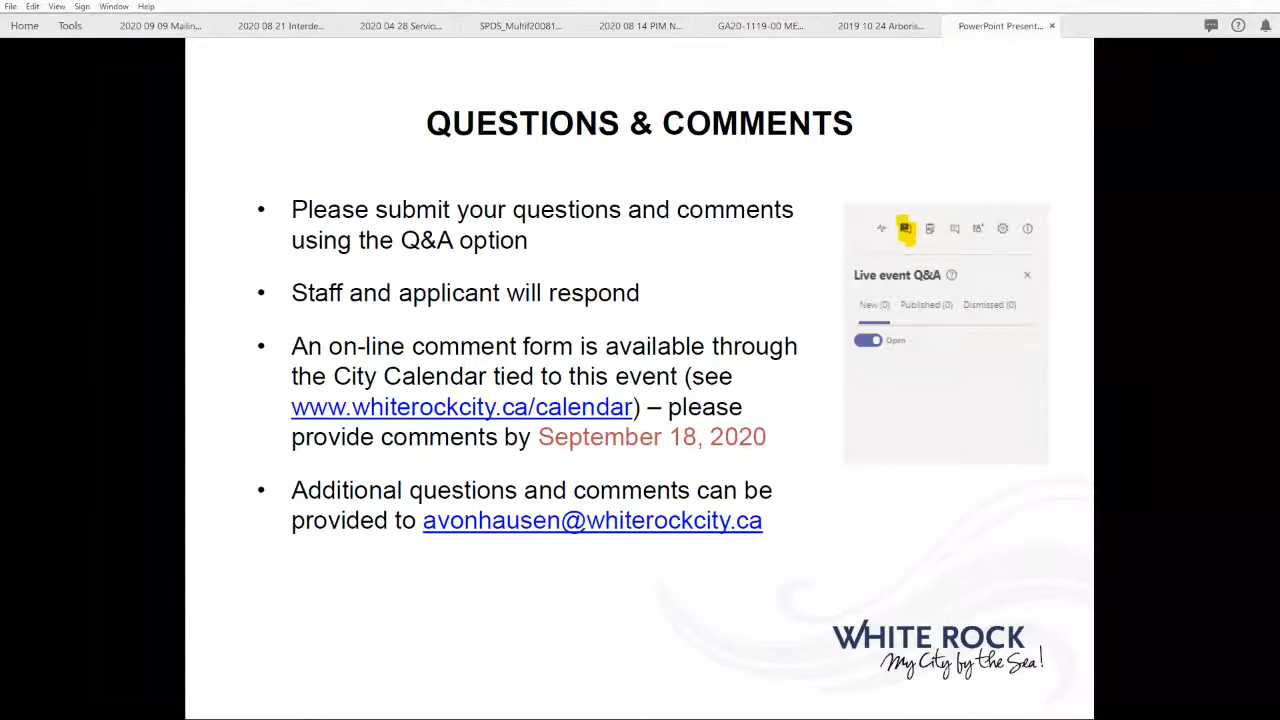 File Edit View Sign Window Help
Home Tools 2020 09 09 Mailin... 2020 08 21 Interde... 2020 04 28 Servic... SPDS_Multif20081... 2020 08 14 PIM N... GA20-1119-00 ME... 2019 10 24 Arboris... PowerPoint Present... ×
QUESTIONS & COMMENTS
• Please submit your questions and comments
using the Q&A option
• Staff and applicant will respond
• An on-line comment form is available through
the City Calendar tied to this event (see
www.whiterockcity.ca/calendar) – please
provide comments by September 18, 2020
• Additional questions and comments can be
provided to avonhausen@whiterockcity.ca
Live event Q&A
New (0) Published (0) Dismissed (0)
Open
WHITE ROCK
My City by the Sea!